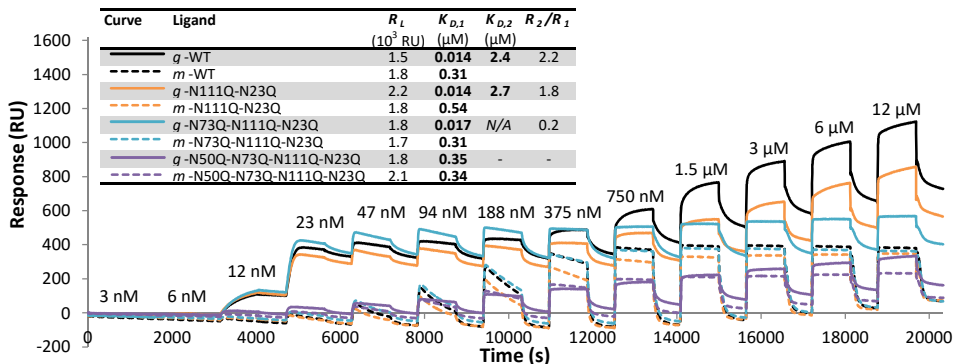 Curve Ligand R_L K_D,1 K_D,2 R_2/R_1
(10³ RU) (μM) (μM)
g -WT 1.5 0.014 2.4 2.2
m -WT 1.8 0.31
g -N111Q-N23Q 2.2 0.014 2.7 1.8
m -N111Q-N23Q 1.8 0.54
g -N73Q-N111Q-N23Q 1.8 0.017 N/A 0.2
m -N73Q-N111Q-N23Q 1.7 0.31
g -N50Q-N73Q-N111Q-N23Q 1.8 0.35 - -
m -N50Q-N73Q-N111Q-N23Q 2.1 0.34
Response (RU)
1600
1400
1200
1000
800
600
400
200
0
-200
3 nM
6 nM
12 nM
23 nM
47 nM
94 nM
188 nM
375 nM
750 nM
1.5 μM
3 μM
6 μM
12 μM
0 2000 4000 6000 8000 10000 12000 14000 16000 18000 20000
Time (s)